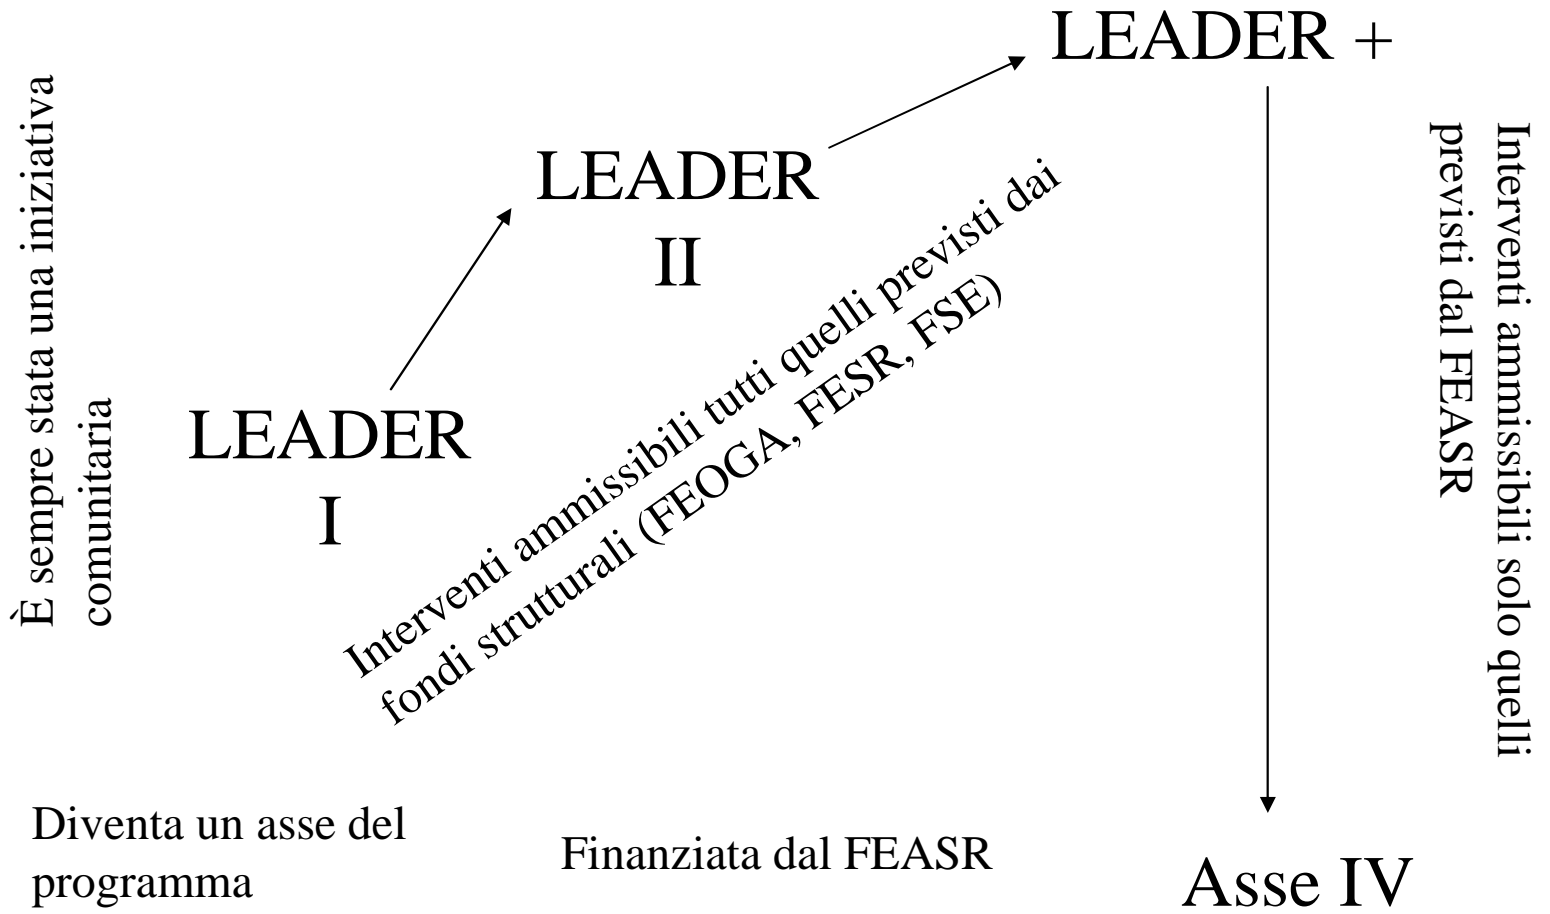 LEADER +
LEADER
II
LEADER
I
È sempre stata una iniziativa
comunitaria
Interventi ammissibili tutti quelli previsti dai
fondi strutturali (FEOGA, FESR, FSE)
Interventi ammissibili solo quelli
previsti dal FEASR
Diventa un asse del
programma
Finanziata dal FEASR
Asse IV